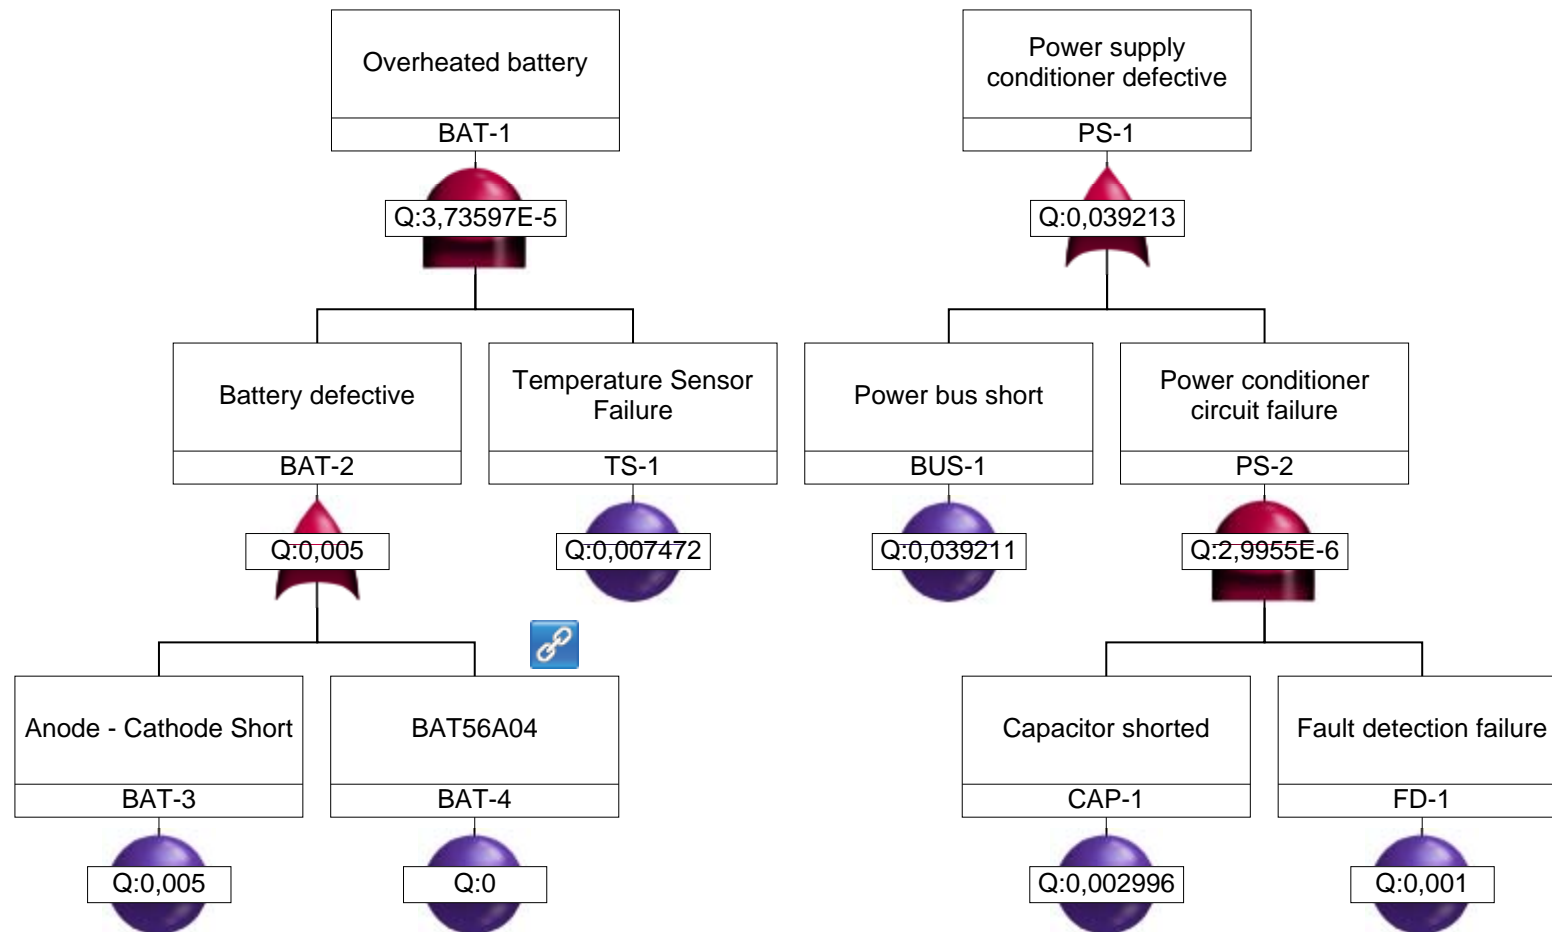 Overheated battery
BAT-1
Q:3,73597E-5
Power supply
conditioner defective
PS-1
Q:0,039213
Battery defective
BAT-2
Q:0,005
Temperature Sensor
Failure
TS-1
Q:0,007472
Power bus short
BUS-1
Q:0,039211
Power conditioner
circuit failure
PS-2
Q:2,9955E-6
Anode - Cathode Short
BAT-3
Q:0,005
BAT56A04
BAT-4
Q:0
Capacitor shorted
CAP-1
Q:0,002996
Fault detection failure
FD-1
Q:0,001